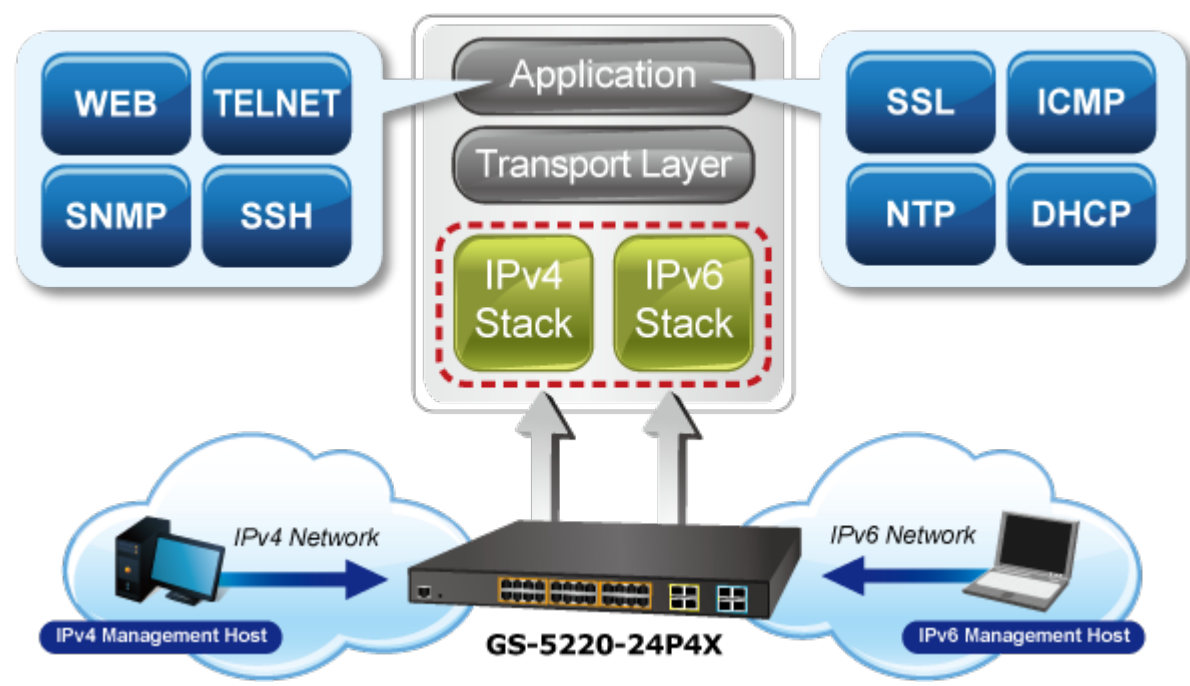 WEB
TELNET
SNMP
SSH
Application
Transport Layer
IPv4
Stack
IPv6
Stack
SSL
ICMP
NTP
DHCP
IPv4 Network
IPv4 Management Host
IPv6 Network
IPv6 Management Host
GS-5220-24P4X